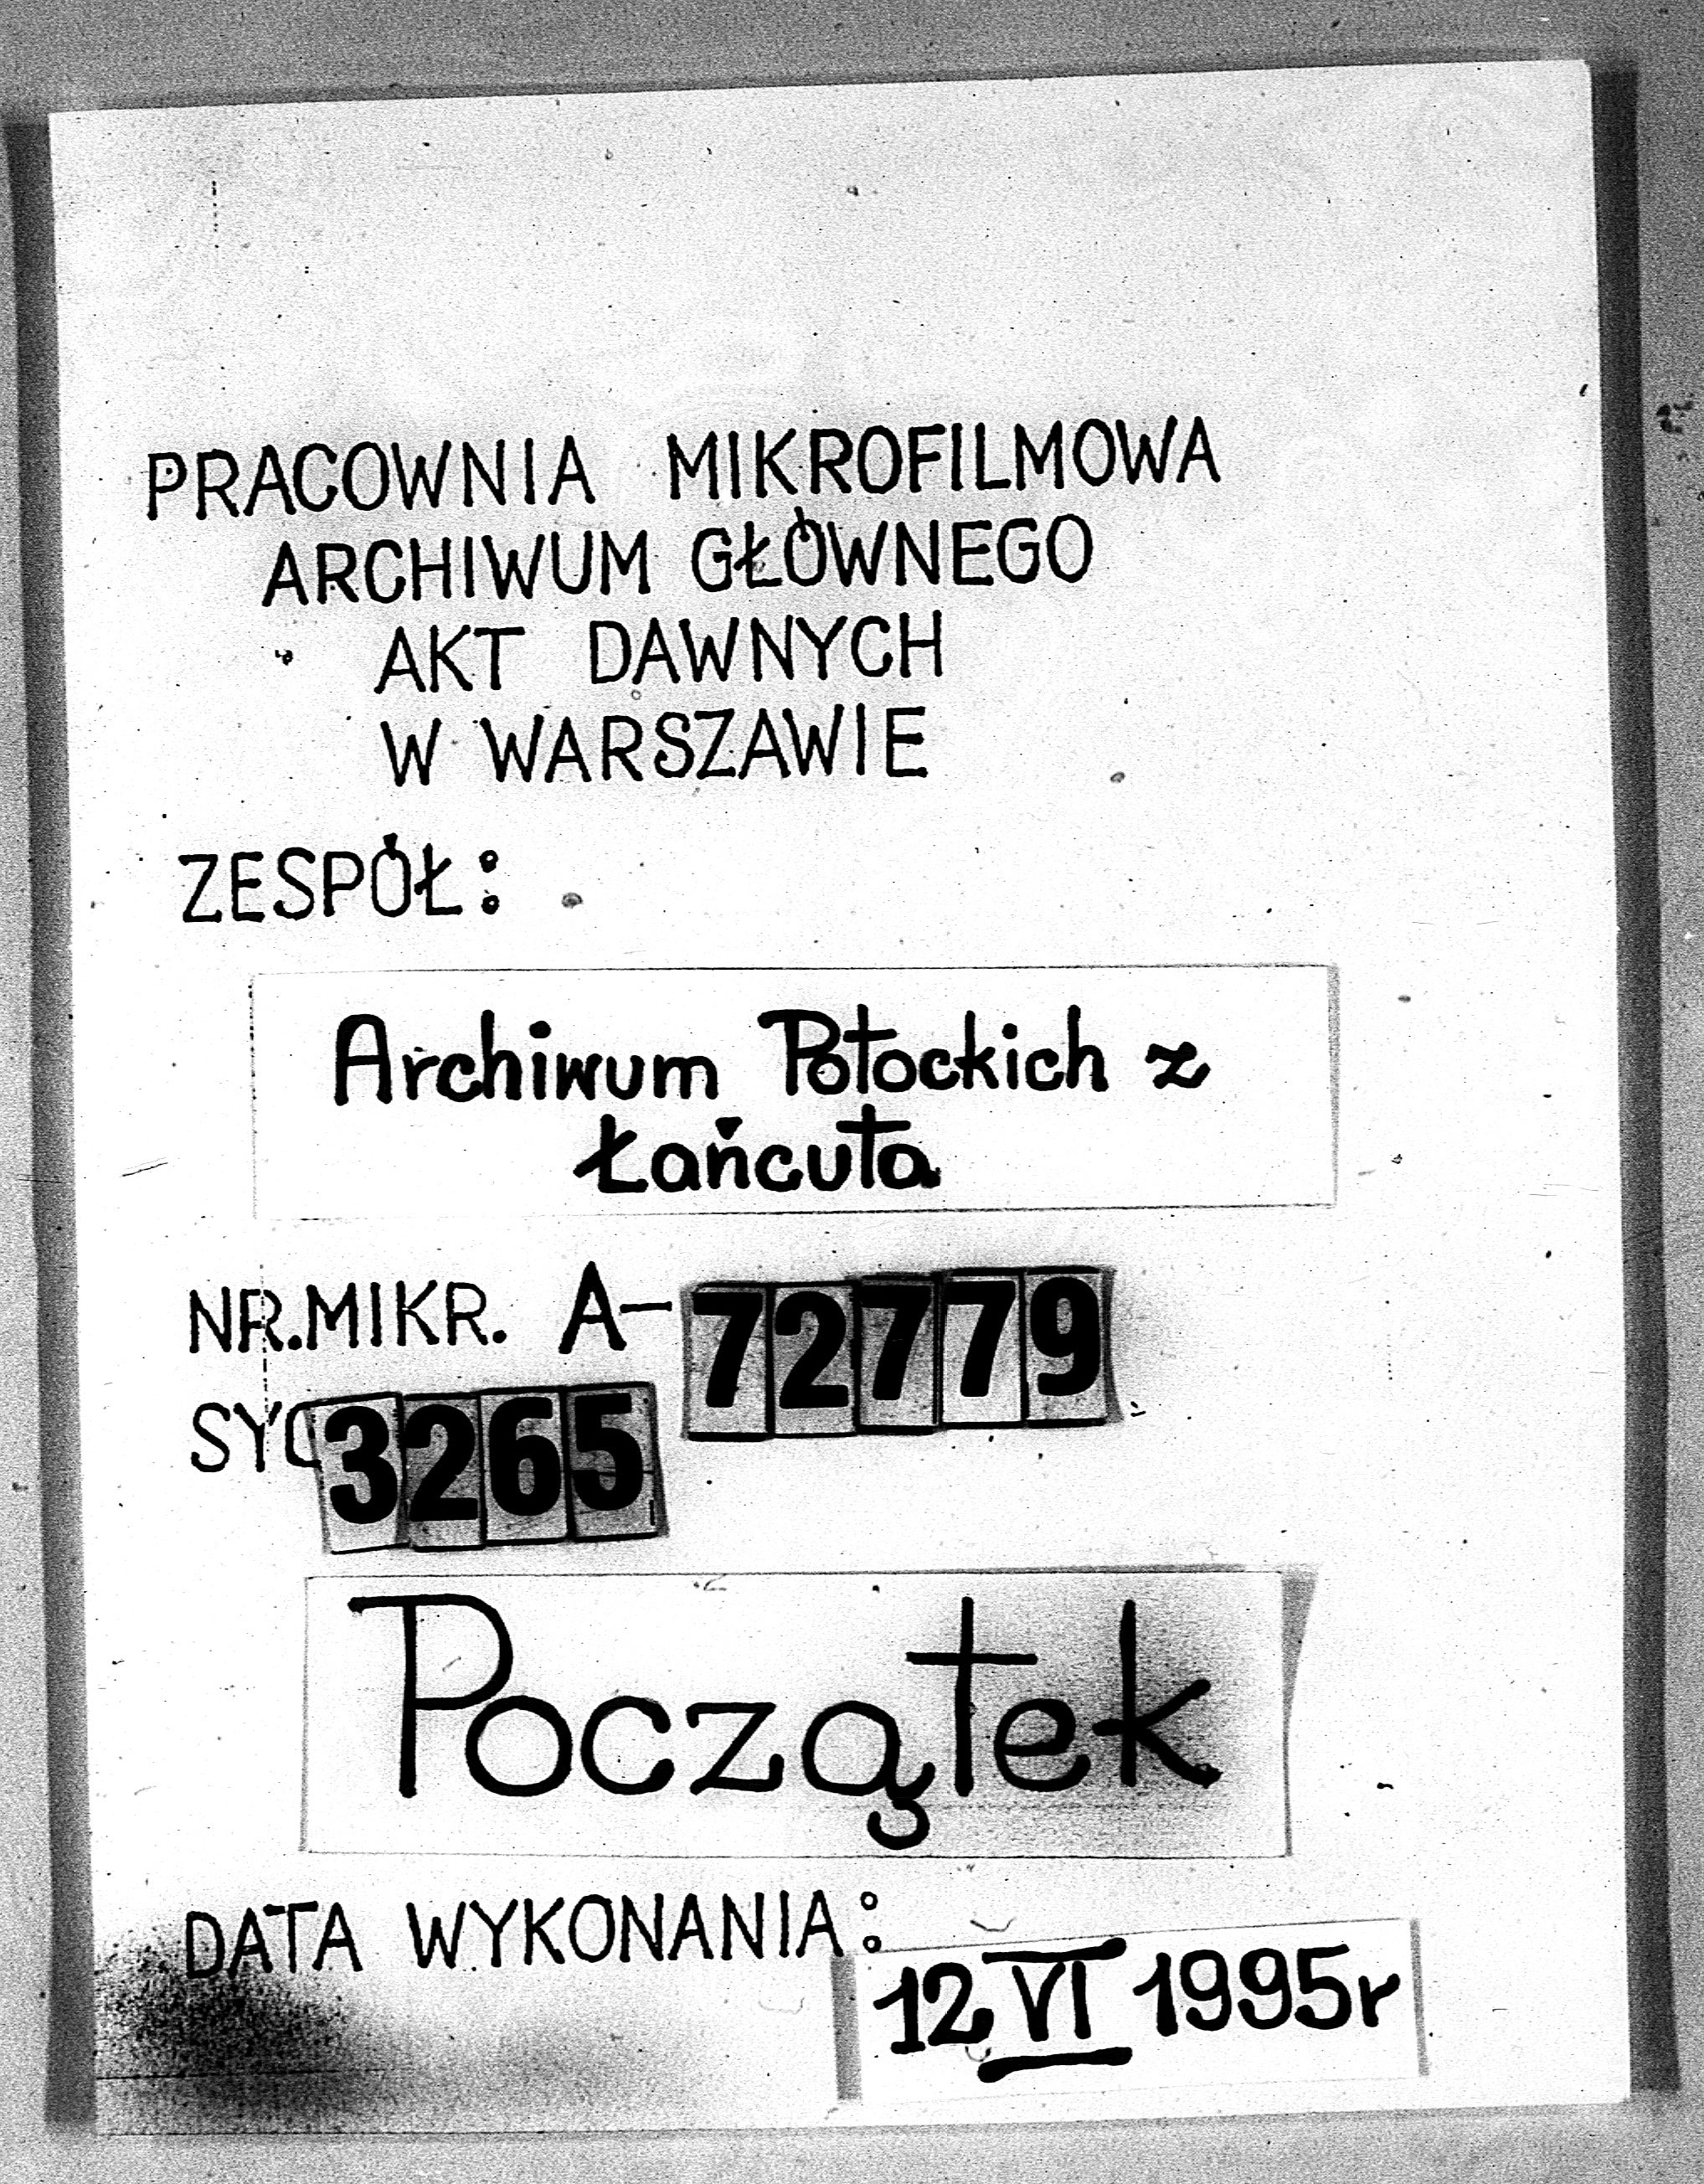 PRACOWNIA MIKROFILMOWA
ARCHIWUM GŁÓWNEGO
AKT DAWNYCH
W WARSZAWIE
ZESPÓŁ:
Archiwum Potockich z
Łańcuta
NR.MIKR. A-72779
SYG 3265
Początek
DATA WYKONANIA:
12 VI 1995r